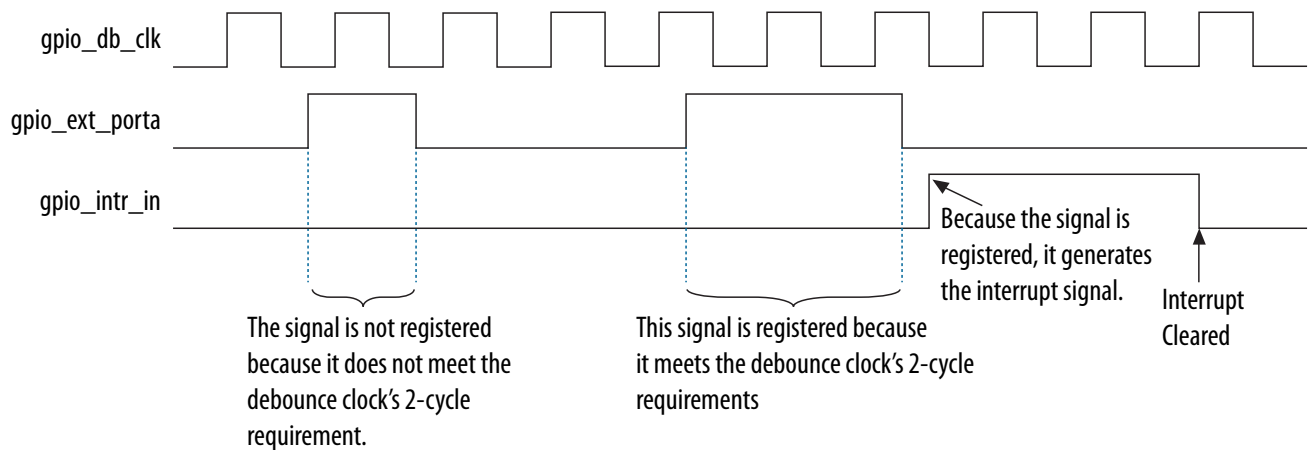 gpio_db_clk
gpio_ext_porta
gpio_intr_in
Because the signal is
registered, it generates
the interrupt signal.
Interrupt
Cleared
The signal is not registered
because it does not meet the
debounce clock’s 2-cycle
requirement.
This signal is registered because
it meets the debounce clock’s 2-cycle
requirements